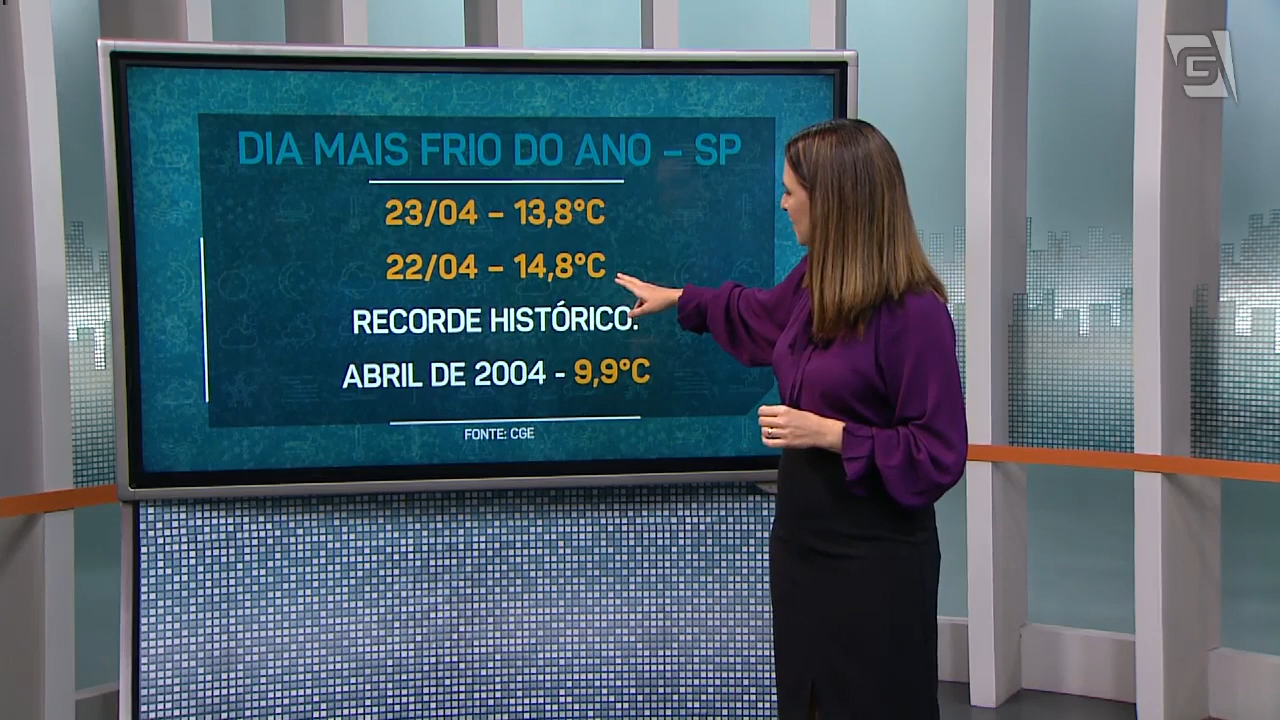 DIA MAIS FRIO DO ANO – SP
23/04 – 13,8°C
22/04 – 14,8°C
RECORDE HISTÓRICO:
ABRIL DE 2004 - 9,9°C
FONTE: CGE
G